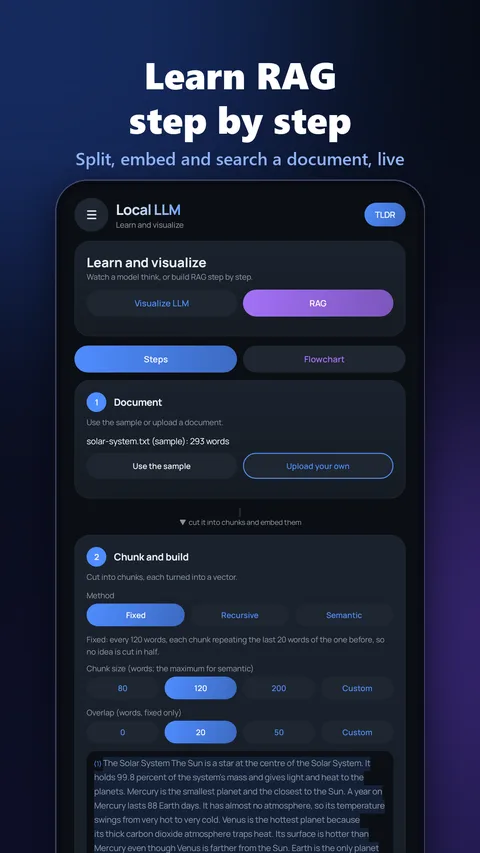 Learn RAG
step by step
Split, embed and search a document, live
☰
Local LLM
Learn and visualize
TLDR
Learn and visualize
Watch a model think, or build RAG step by step.
Visualize LLM
RAG
Steps
Flowchart
1
Document
Use the sample or upload a document.
solar-system.txt (sample): 293 words
Use the sample
Upload your own
▼ cut it into chunks and embed them
2
Chunk and build
Cut into chunks, each turned into a vector.
Method
Fixed
Recursive
Semantic
Fixed: every 120 words, each chunk repeating the last 20 words of the one before, so
no idea is cut in half.
Chunk size (words; the maximum for semantic)
80
120
200
Custom
Overlap (words, fixed only)
0
20
50
Custom
(1) The Solar System The Sun is a star at the centre of the Solar System. It
holds 99.8 percent of the system's mass and gives light and heat to the
planets. Mercury is the smallest planet and the closest to the Sun. A year on
Mercury lasts 88 Earth days. It has almost no atmosphere, so its temperature
swings from very hot to very cold. Venus is the hottest planet because
its thick carbon dioxide atmosphere traps heat. Its surface is hotter than
Mercury even though Venus is farther from the Sun. Earth is the only planet